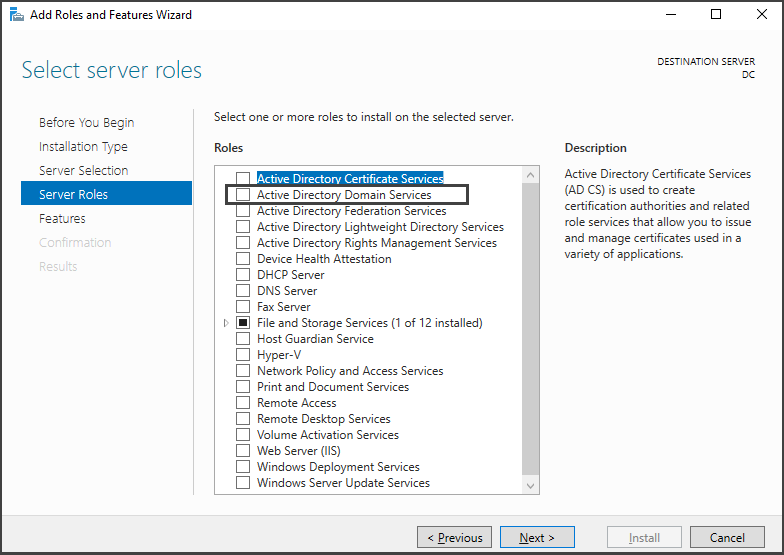 Add Roles and Features Wizard
Select server roles
DESTINATION SERVER
DC
Before You Begin
Installation Type
Server Selection
Server Roles
Features
Confirmation
Results
Select one or more roles to install on the selected server.
Roles
Active Directory Certificate Services
Active Directory Domain Services
Active Directory Federation Services
Active Directory Lightweight Directory Services
Active Directory Rights Management Services
Device Health Attestation
DHCP Server
DNS Server
Fax Server
File and Storage Services (1 of 12 installed)
Host Guardian Service
Hyper-V
Network Policy and Access Services
Print and Document Services
Remote Access
Remote Desktop Services
Volume Activation Services
Web Server (IIS)
Windows Deployment Services
Windows Server Update Services
Description
Active Directory Certificate Services
(AD CS) is used to create
certification authorities and related
role services that allow you to issue
and manage certificates used in a
variety of applications.
< Previous
Next >
Install
Cancel